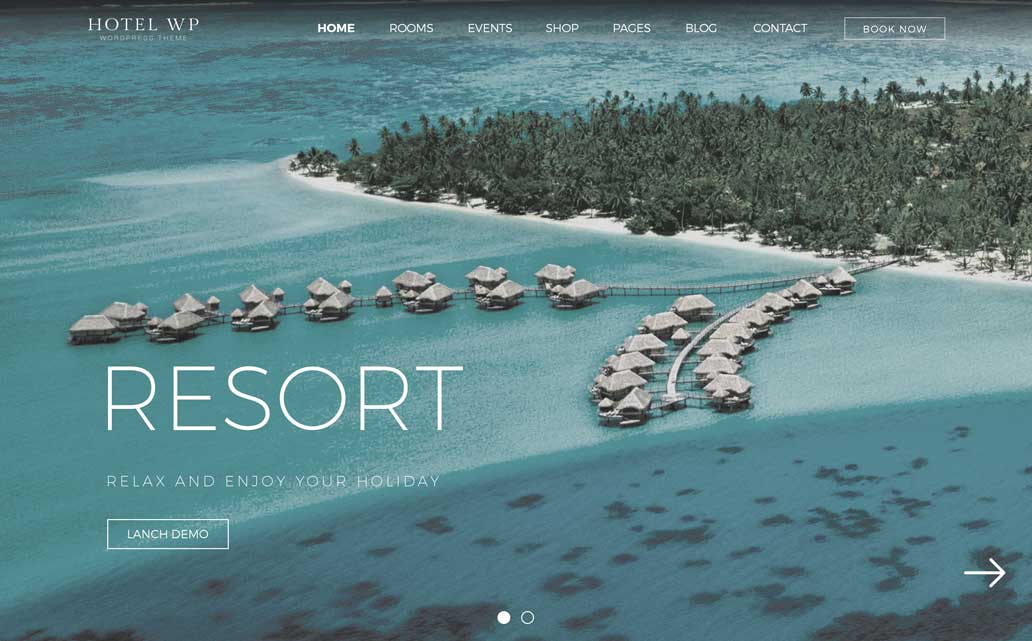 HOTEL WP
WORDPRESS THEME
HOME ROOMS EVENTS SHOP PAGES BLOG CONTACT BOOK NOW
RESORT
RELAX AND ENJOY YOUR HOLIDAY
LANCH DEMO